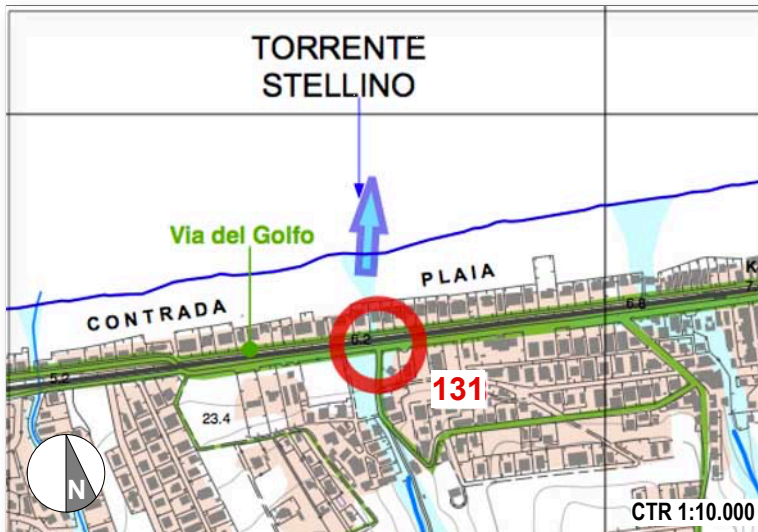 TORRENTE
STELLINO
Via del Golfo
CONTRADA PLAIA
K
7.
6.8
6.2
5.2
131
23.4
N
CTR 1:10.000